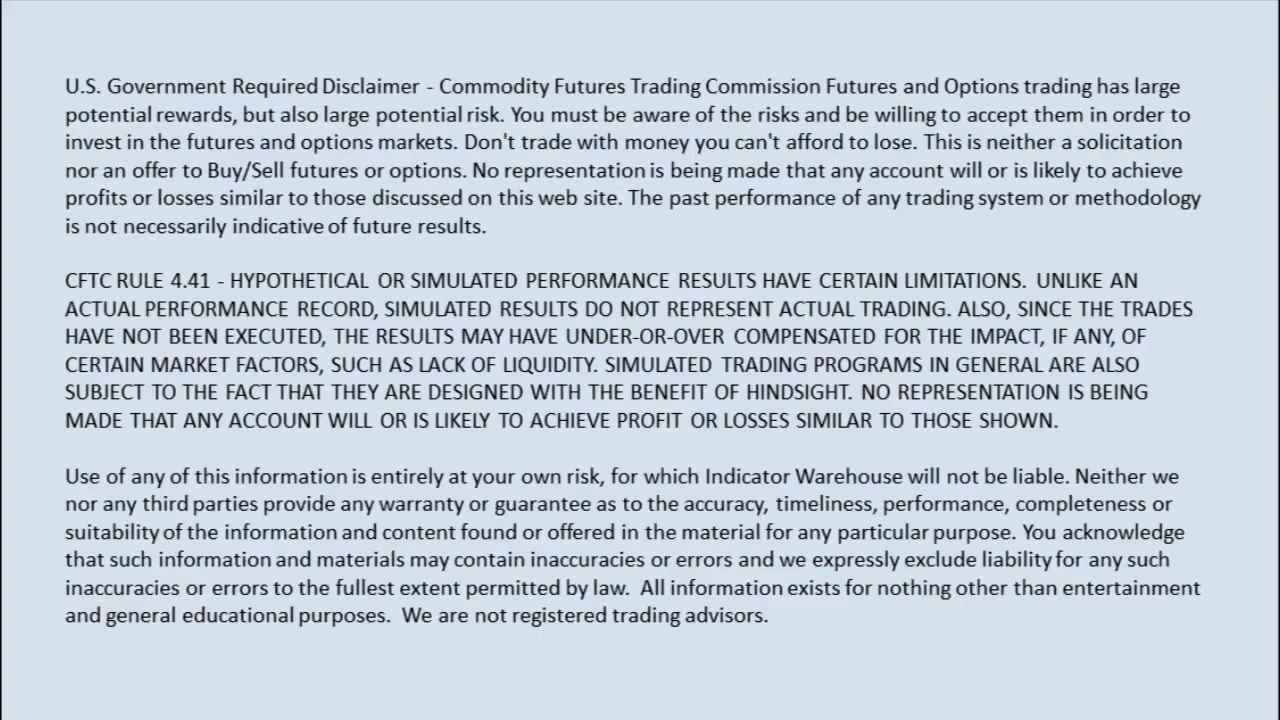 U.S. Government Required Disclaimer - Commodity Futures Trading Commission Futures and Options trading has large
potential rewards, but also large potential risk. You must be aware of the risks and be willing to accept them in order to
invest in the futures and options markets. Don't trade with money you can't afford to lose. This is neither a solicitation
nor an offer to Buy/Sell futures or options. No representation is being made that any account will or is likely to achieve
profits or losses similar to those discussed on this web site. The past performance of any trading system or methodology
is not necessarily indicative of future results.
CFTC RULE 4.41 - HYPOTHETICAL OR SIMULATED PERFORMANCE RESULTS HAVE CERTAIN LIMITATIONS. UNLIKE AN
ACTUAL PERFORMANCE RECORD, SIMULATED RESULTS DO NOT REPRESENT ACTUAL TRADING. ALSO, SINCE THE TRADES
HAVE NOT BEEN EXECUTED, THE RESULTS MAY HAVE UNDER-OR-OVER COMPENSATED FOR THE IMPACT, IF ANY, OF
CERTAIN MARKET FACTORS, SUCH AS LACK OF LIQUIDITY. SIMULATED TRADING PROGRAMS IN GENERAL ARE ALSO
SUBJECT TO THE FACT THAT THEY ARE DESIGNED WITH THE BENEFIT OF HINDSIGHT. NO REPRESENTATION IS BEING
MADE THAT ANY ACCOUNT WILL OR IS LIKELY TO ACHIEVE PROFIT OR LOSSES SIMILAR TO THOSE SHOWN.
Use of any of this information is entirely at your own risk, for which Indicator Warehouse will not be liable. Neither we
nor any third parties provide any warranty or guarantee as to the accuracy, timeliness, performance, completeness or
suitability of the information and content found or offered in the material for any particular purpose. You acknowledge
that such information and materials may contain inaccuracies or errors and we expressly exclude liability for any such
inaccuracies or errors to the fullest extent permitted by law. All information exists for nothing other than entertainment
and general educational purposes. We are not registered trading advisors.